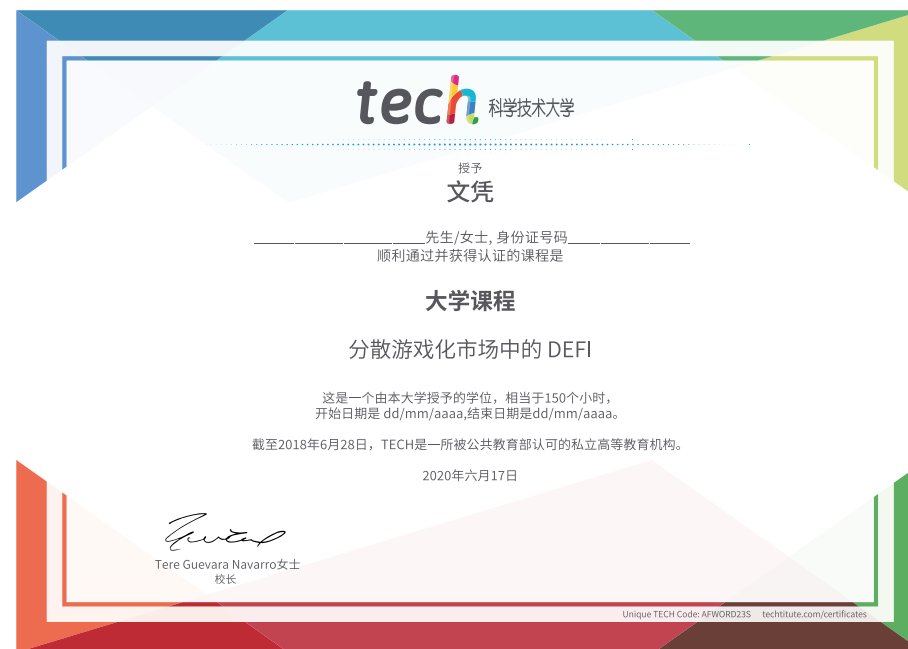 tech 科学技术大学
授予
文凭
______________________先生/女士, 身份证号码_______________
顺利通过并获得认证的课程是
大学课程
分散游戏化市场中的 DEFI
这是一个由本大学授予的学位，相当于150个小时，
开始日期是 dd/mm/aaaa,结束日期是dd/mm/aaaa。
截至2018年6月28日，TECH是一所被公共教育部认可的私立高等教育机构。
2020年六月17日
Tere Guevara Navarro女士
校长
Unique TECH Code: AFWORD23S techtitute.com/certificates